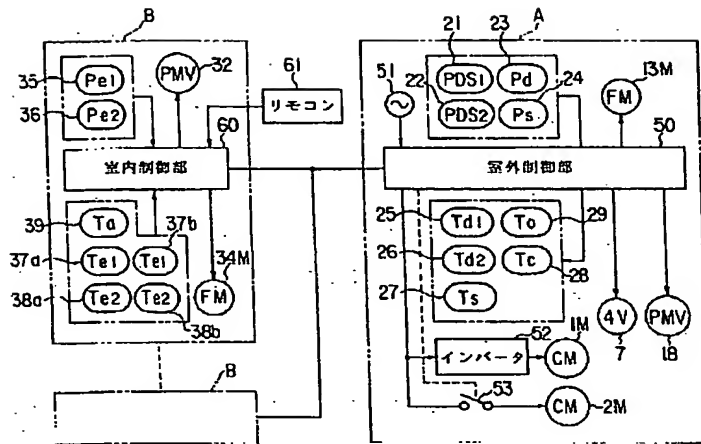 B
A
35
Pe1
36
Pe2
PMV
32
61
リモコン
60
室内制御部
39
Ta
37b
37a
Te1
Te1
34M
38a
Te2
Te2
FM
38b
B
21
23
51
PDS1
Pd
24
22
PDS2
Ps
13M
FM
50
室外制御部
25
Td1
To
29
26
Td2
Tc
28
27
Ts
52
1M
インバータ
CM
4V
PMV
7
18
53
CM
2M